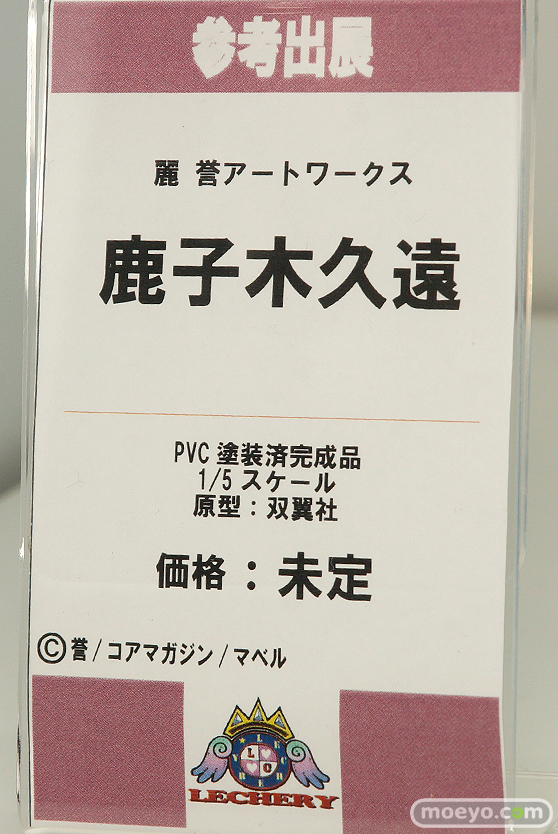 参考出展
麗 誉アートワークス
鹿子木久遠
PVC 塗装済完成品
1/5 スケール
原型：双翼社
価格：未定
©誉/コアマガジン/マベル
LECHERY
moeyo.com